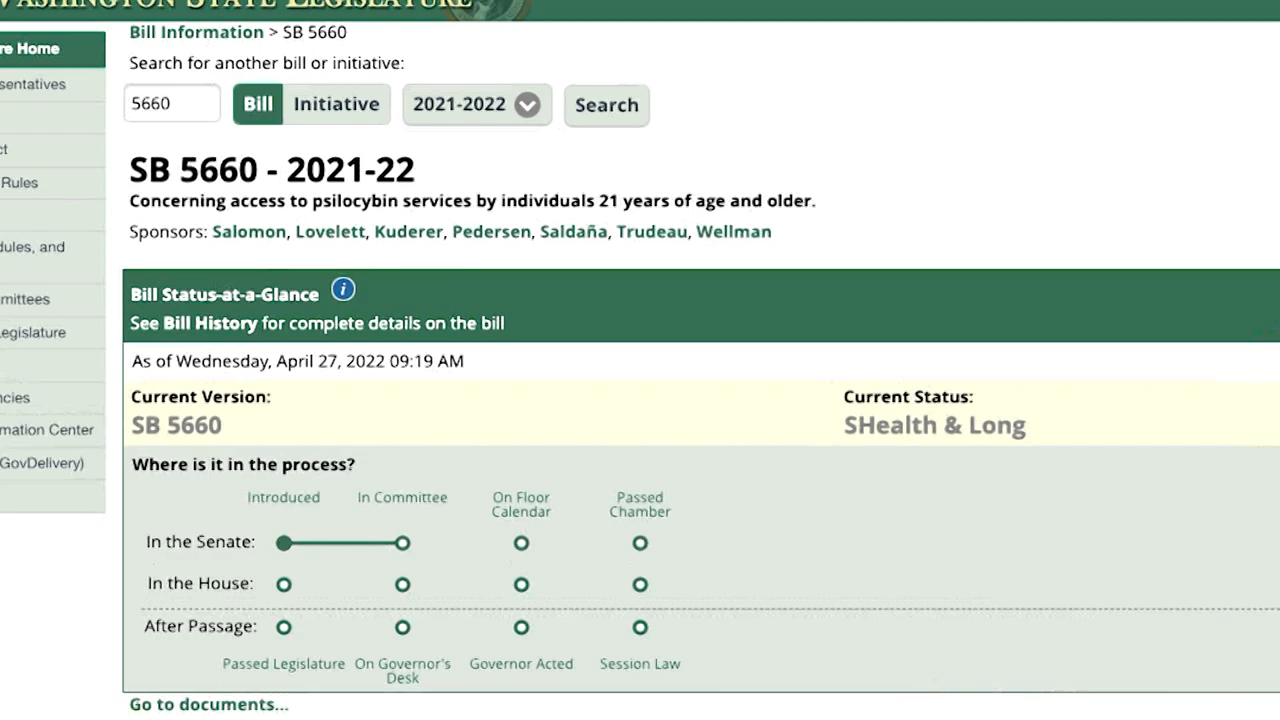 WASHINGTON STATE LEGISLATURE
re Home
sentatives
ct
Rules
dules, and
mittees
egislature
cies
mation Center
GovDelivery)
Bill Information > SB 5660
Search for another bill or initiative:
5660 Bill Initiative 2021-2022 Search
SB 5660 - 2021-22
Concerning access to psilocybin services by individuals 21 years of age and older.
Sponsors: Salomon, Lovelett, Kuderer, Pedersen, Saldaña, Trudeau, Wellman
Bill Status-at-a-Glance i
See Bill History for complete details on the bill
As of Wednesday, April 27, 2022 09:19 AM
Current Version: Current Status:
SB 5660 SHealth & Long
Where is it in the process?
Introduced In Committee On Floor Passed
Calendar Chamber
In the Senate:
In the House:
After Passage:
Passed Legislature On Governor's Governor Acted Session Law
Desk
Go to documents...